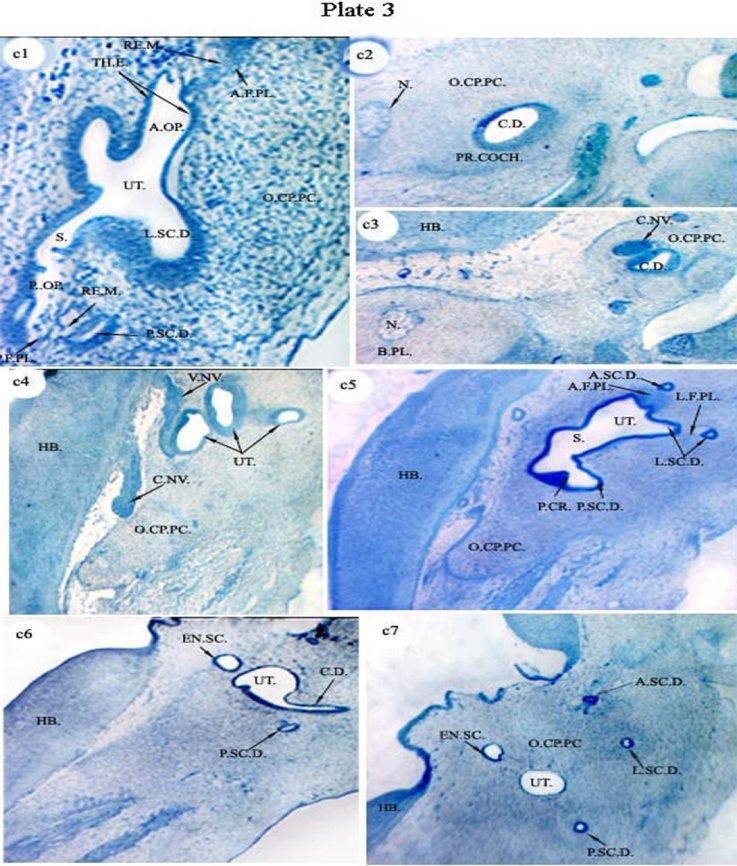 Plate 3
c1
RE.M.
TH.E.
A.F.PL.
A.OP.
UT.
O.CP.PC.
S.
L.SC.D.
P.OP.
RE.M.
P.SC.D.
c2
N.
O.CP.PC.
C.D.
PR.COCH.
c3
HB.
C.NV.
O.CP.PC.
C.D.
N.
B.PL.
c4
V.NV.
HB.
UT.
C.NV.
O.CP.PC.
c5
A.SC.D.
A.F.PL.
L.F.PL.
UT.
S.
L.SC.D.
HB.
P.CR. P.SC.D.
O.CP.PC.
c6
EN.SC.
UT.
C.D.
HB.
P.SC.D.
c7
A.SC.D.
EN.SC.
O.CP.PC
L.SC.D.
UT.
HB.
P.SC.D.